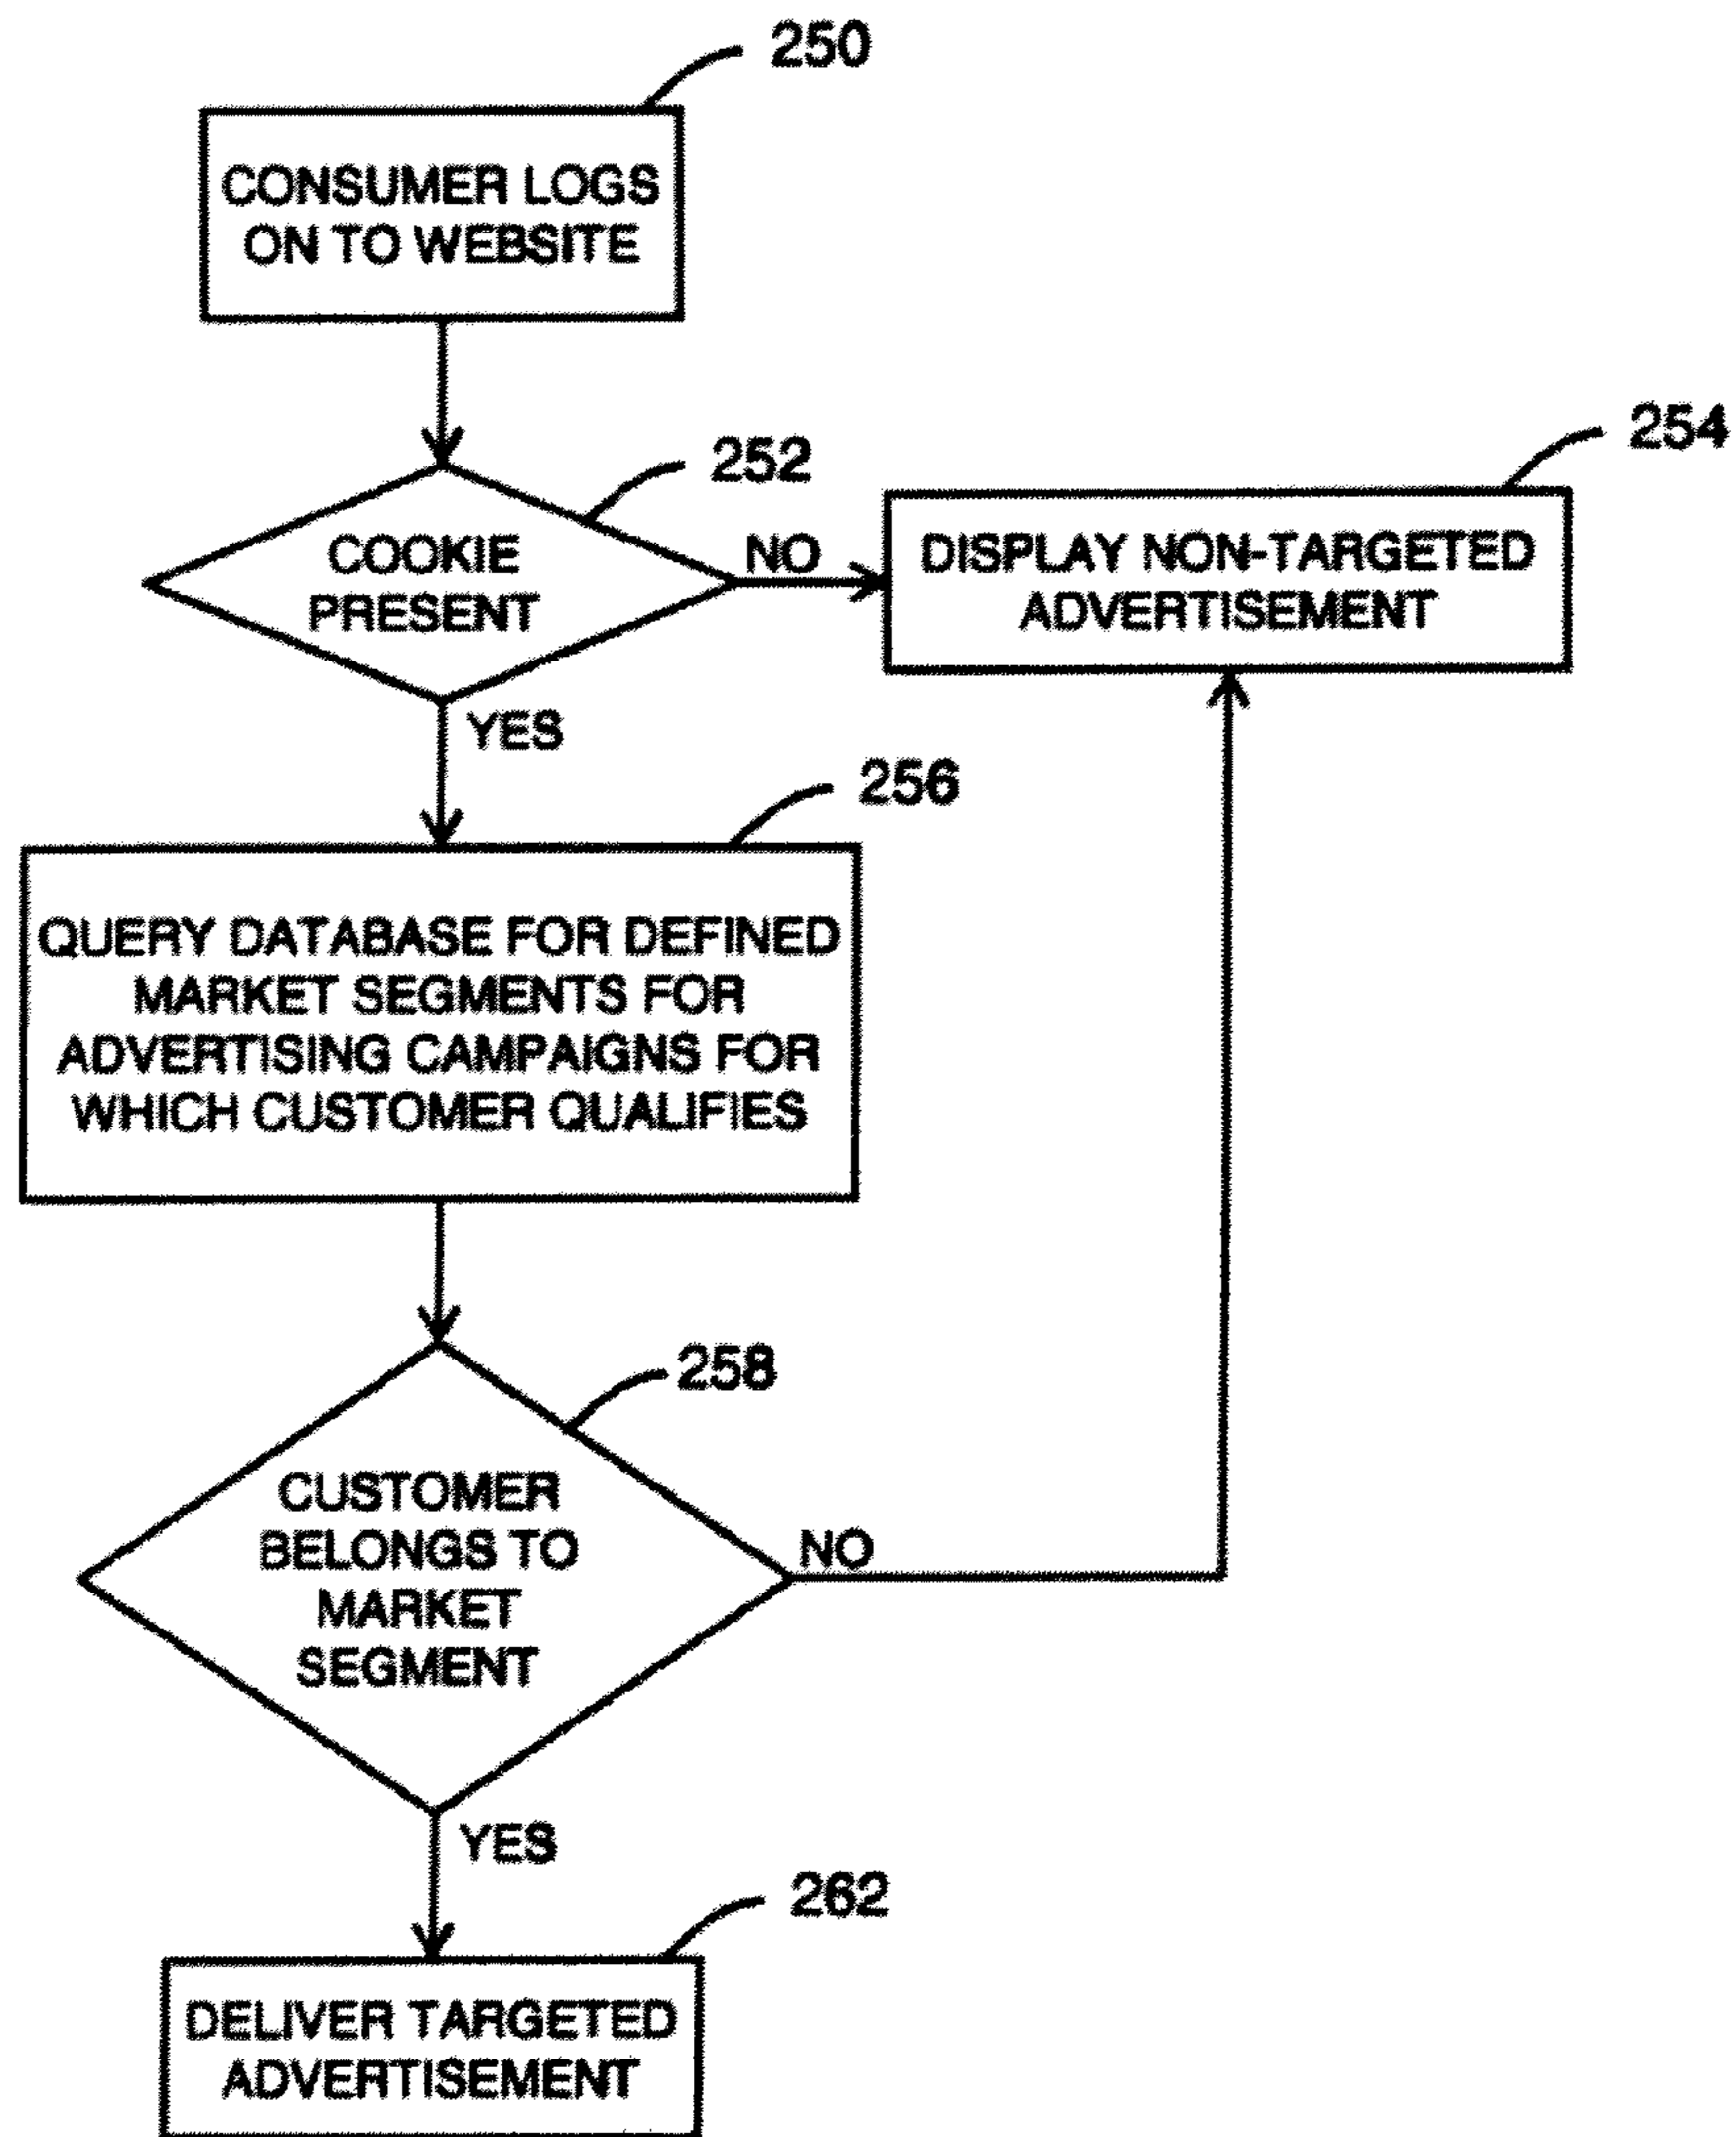 250
CONSUMER LOGS
ON TO WEBSITE
252
COOKIE
PRESENT
NO
254
DISPLAY NON-TARGETED
ADVERTISEMENT
YES
256
QUERY DATABASE FOR DEFINED
MARKET SEGMENTS FOR
ADVERTISING CAMPAIGNS FOR
WHICH CUSTOMER QUALIFIES
258
CUSTOMER
BELONGS TO
MARKET
SEGMENT
NO
YES
262
DELIVER TARGETED
ADVERTISEMENT